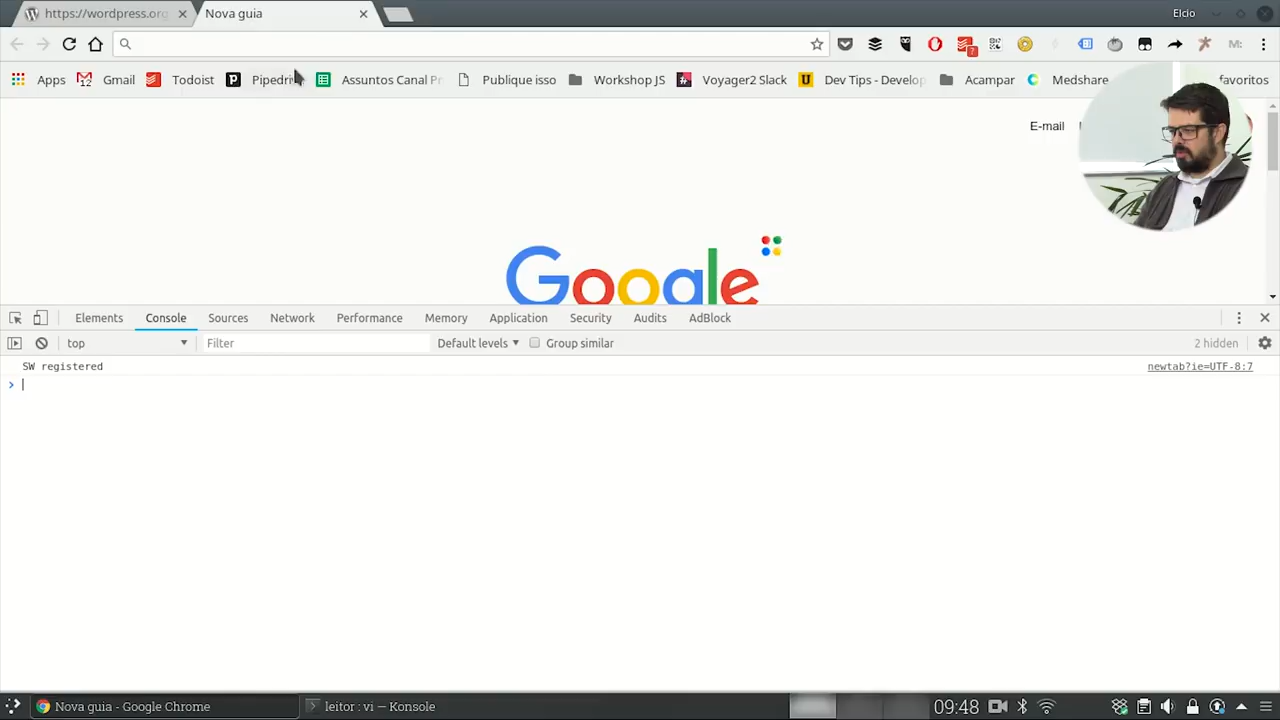 https://wordpress.org
Nova guia
Elcio
7
M:
Apps
Gmail
Todoist
Pipedri
Assuntos Canal Pr
Publique isso
Workshop JS
Voyager2 Slack
Dev Tips - Develop
Acampar
Medshare
favoritos
E-mail
Google
Elements
Console
Sources
Network
Performance
Memory
Application
Security
Audits
AdBlock
top
Filter
Default levels
Group similar
2 hidden
SW registered
newtab?ie=UTF-8:7
Nova guia - Google Chrome
leitor : vi — Konsole
09:48